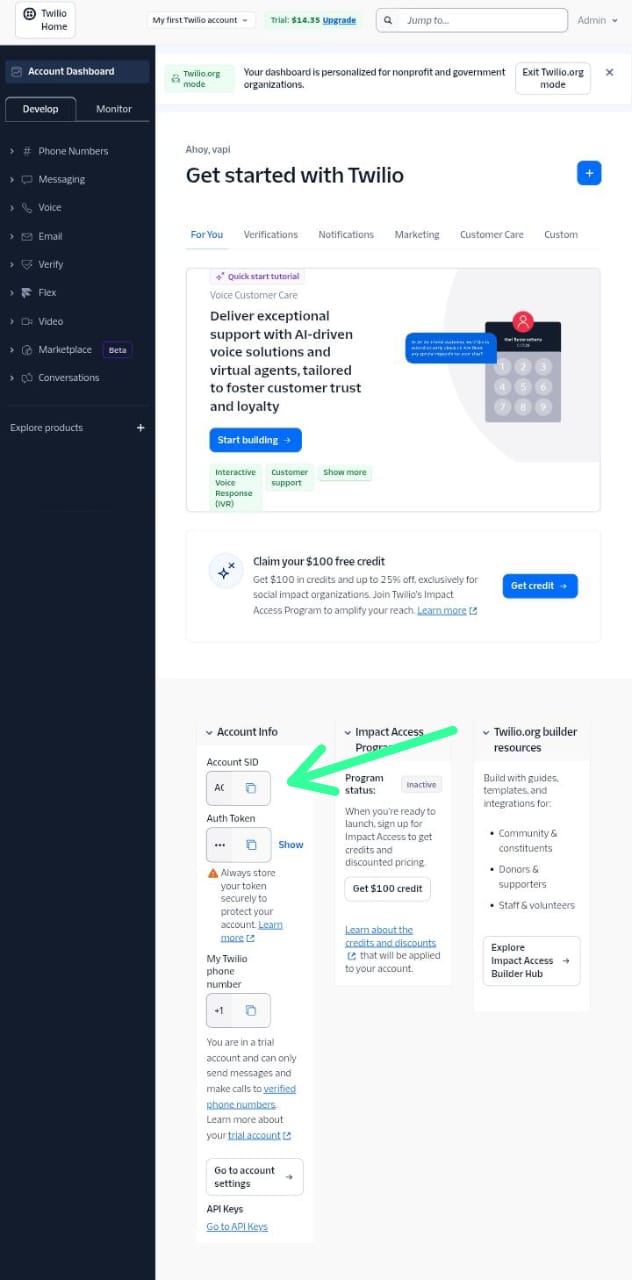 Twilio
Home
My first Twilio account
Trial: $14.35 Upgrade
Jump to...
Admin
Account Dashboard
Develop
Monitor
# Phone Numbers
Messaging
Voice
Email
Verify
Flex
Video
Marketplace Beta
Conversations
Explore products +
Twilio.org
mode
Your dashboard is personalized for nonprofit and government
organizations.
Exit Twilio.org
mode
Ahoy, vapi
Get started with Twilio
+
For You
Verifications
Notifications
Marketing
Customer Care
Custom
Quick start tutorial
Voice Customer Care
Deliver exceptional
support with AI-driven
voice solutions and
virtual agents, tailored
to foster customer trust
and loyalty
Start building →
Interactive
Voice
Response
(IVR)
Customer
support
Show more
1 2 3
4 5 6
7 8 9
Claim your $100 free credit
Get $100 in credits and up to 25% off, exclusively for
social impact organizations. Join Twilio's Impact
Access Program to amplify your reach. Learn more
Get credit →
Account Info
Account SID
AC
Auth Token
•••
Show
Always store
your token
securely to
protect your
account. Learn
more
My Twilio
phone
number
+1
You are in a trial
account and can only
send messages and
make calls to verified
phone numbers.
Learn more about
your trial account
Go to account
settings →
API Keys
Go to API Keys
Impact Access
Program
Program
status:
Inactive
When you're ready to
launch, sign up for
Impact Access to get
credits and
discounted pricing.
Get $100 credit
Learn about the
credits and discounts
that will be applied
to your account.
Twilio.org builder
resources
Build with guides,
templates, and
integrations for:
• Community &
constituents
• Donors &
supporters
• Staff & volunteers
Explore
Impact Access →
Builder Hub